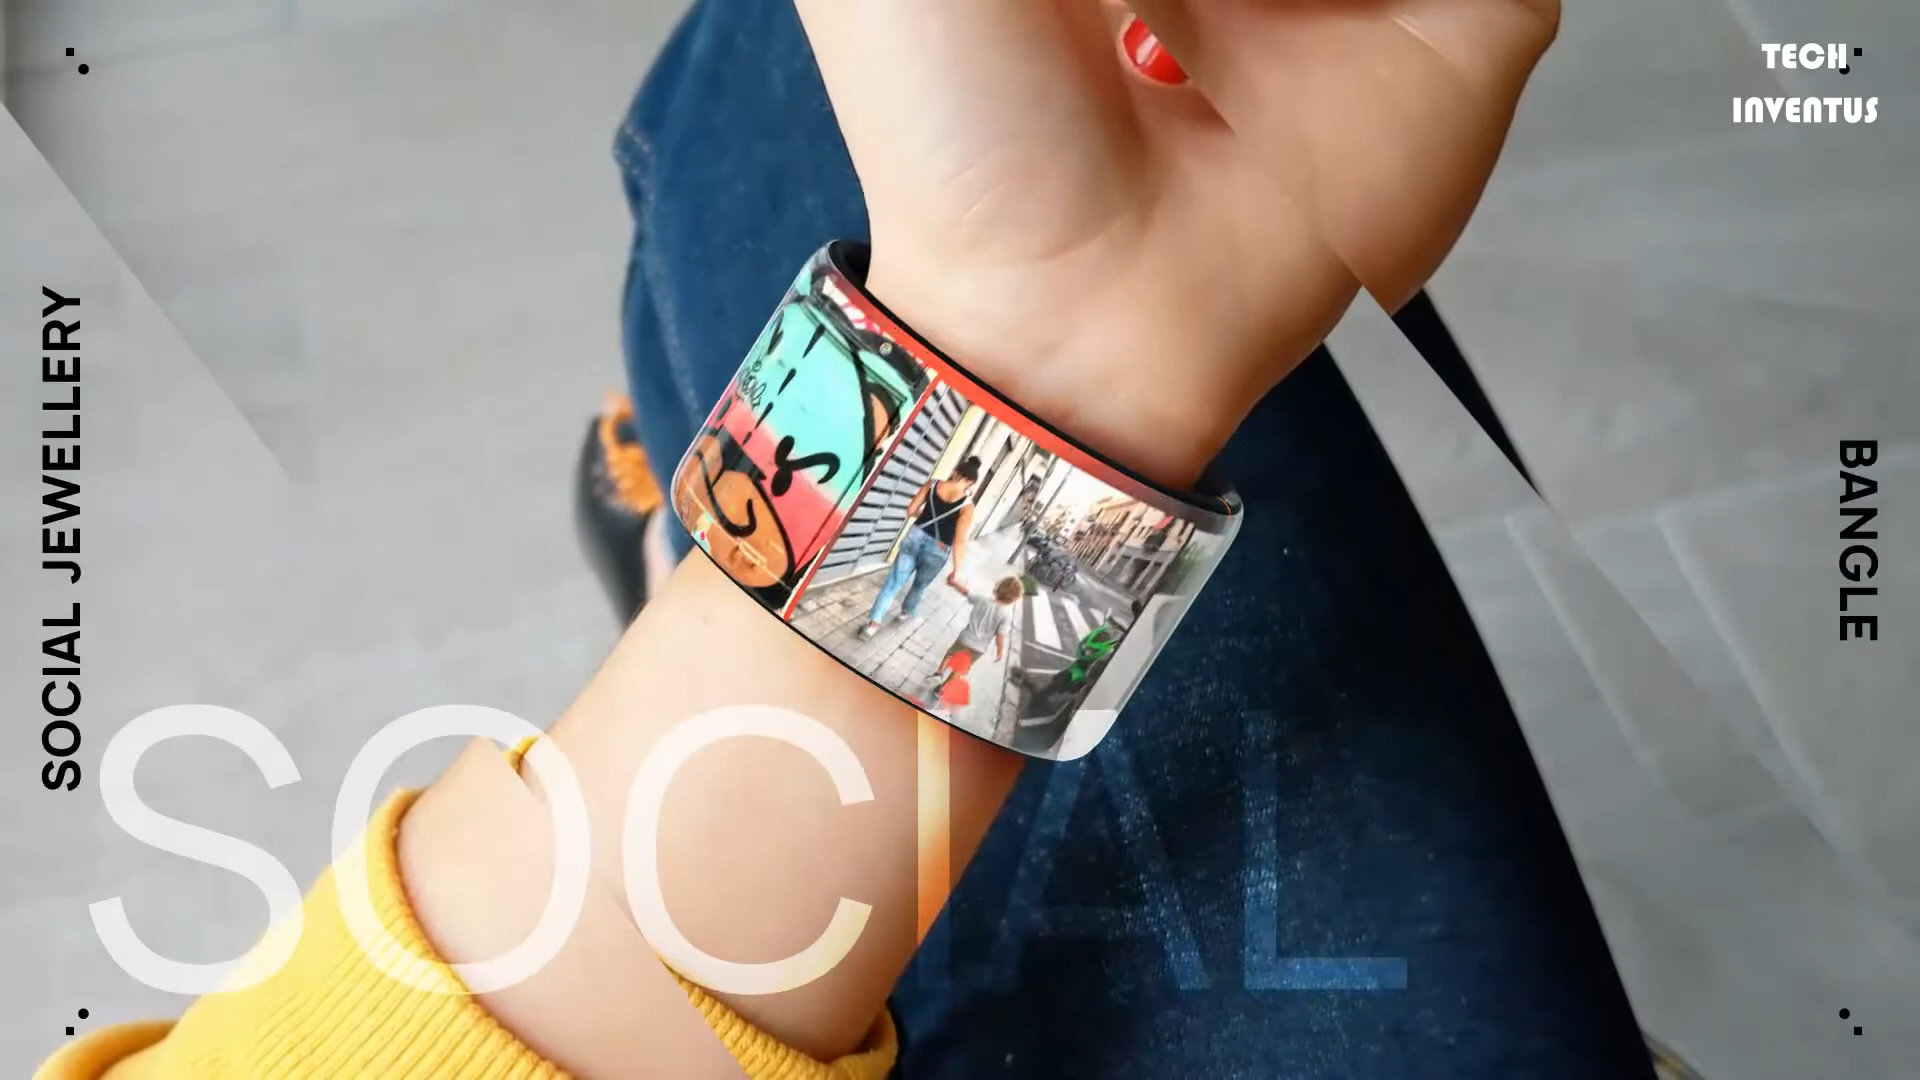 TECH
INVENTUS
SOCIAL JEWELLERY
BANGLE
SOCIAL